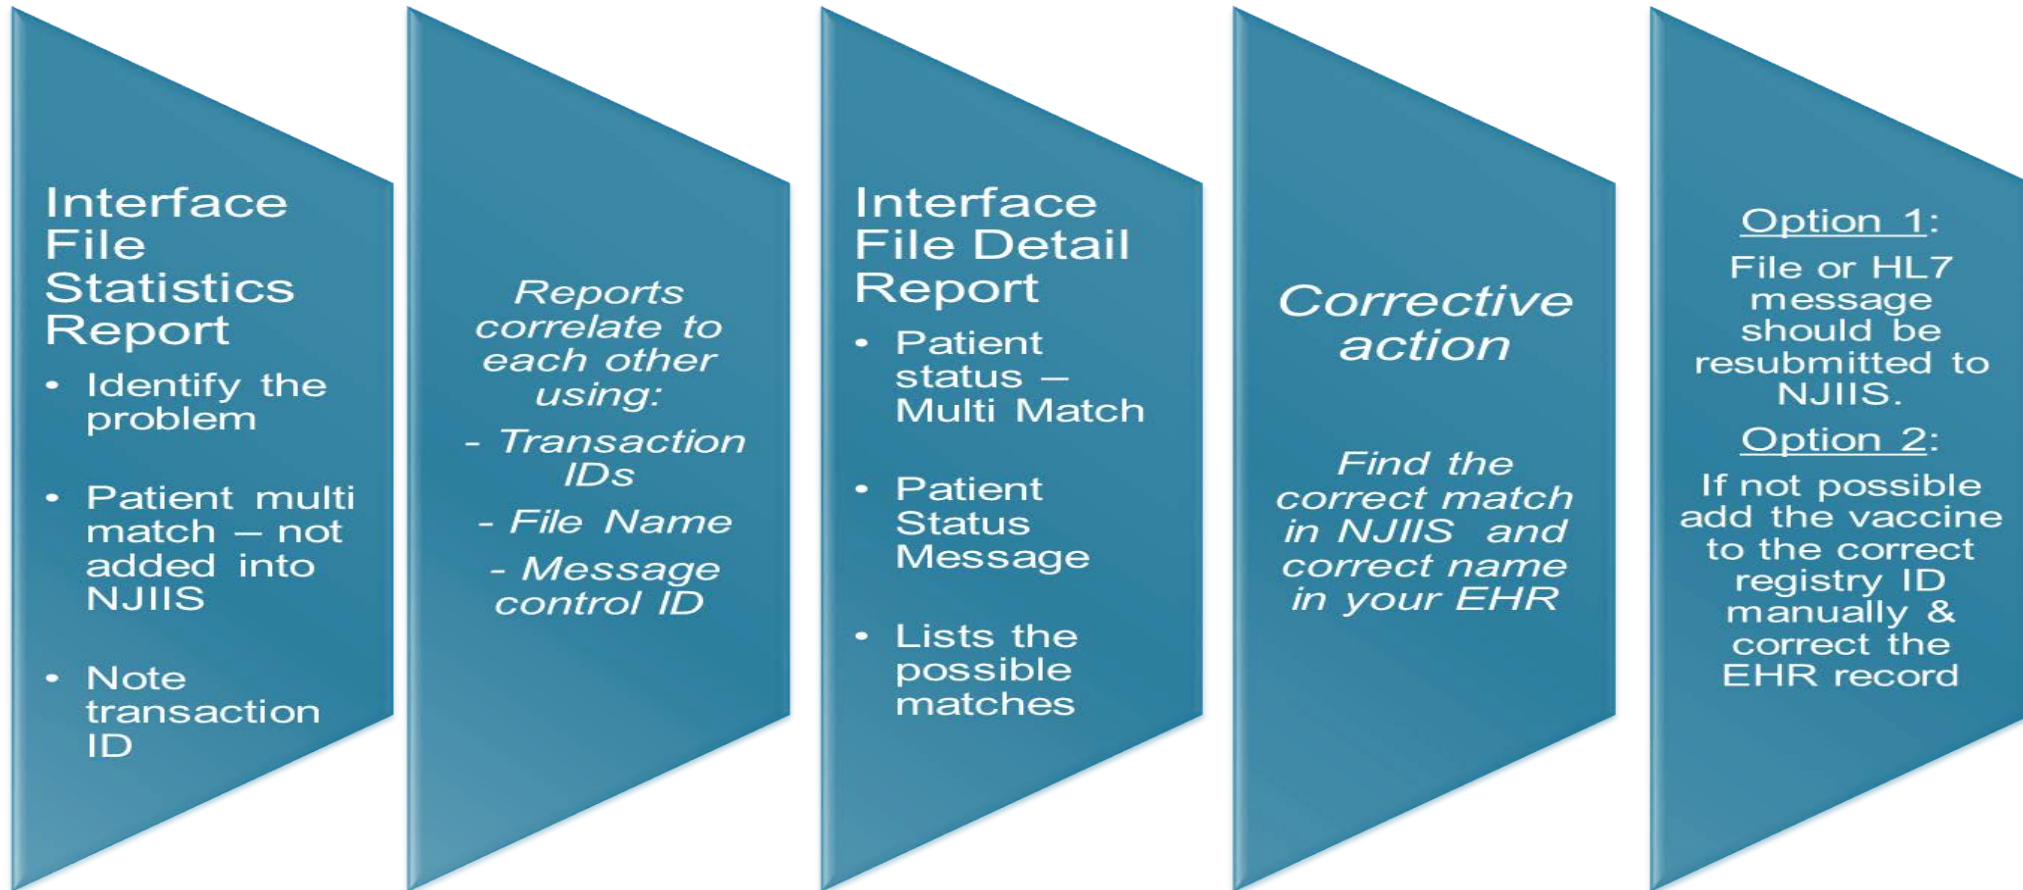 Interface
File
Statistics
Report
• Identify the
problem
• Patient multi
match – not
added into
NJIIS
• Note
transaction
ID
Reports
correlate to
each other
using:
- Transaction
IDs
- File Name
- Message
control ID
Interface
File Detail
Report
• Patient
status –
Multi Match
• Patient
Status
Message
• Lists the
possible
matches
Corrective
action
Find the
correct match
in NJIIS and
correct name
in your EHR
Option 1:
File or HL7
message
should be
resubmitted to
NJIIS.
Option 2:
If not possible
add the vaccine
to the correct
registry ID
manually &
correct the
EHR record